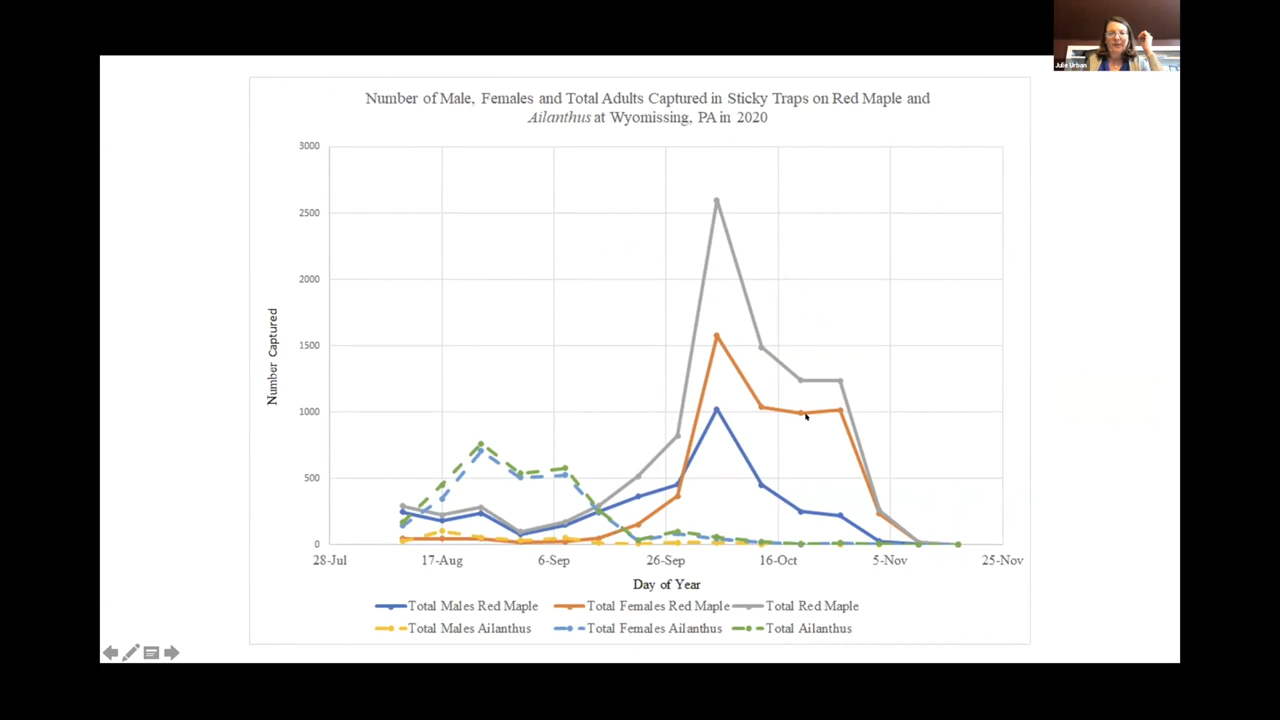 Julie Urban
Number of Male, Females and Total Adults Captured in Sticky Traps on Red Maple and
Ailanthus at Wyomissing, PA in 2020
3000
2500
2000
1500
1000
500
0
Number Captured
28-Jul 17-Aug 6-Sep 26-Sep 16-Oct 5-Nov 25-Nov
Day of Year
Total Males Red Maple Total Females Red Maple Total Red Maple
Total Males Ailanthus Total Females Ailanthus Total Ailanthus